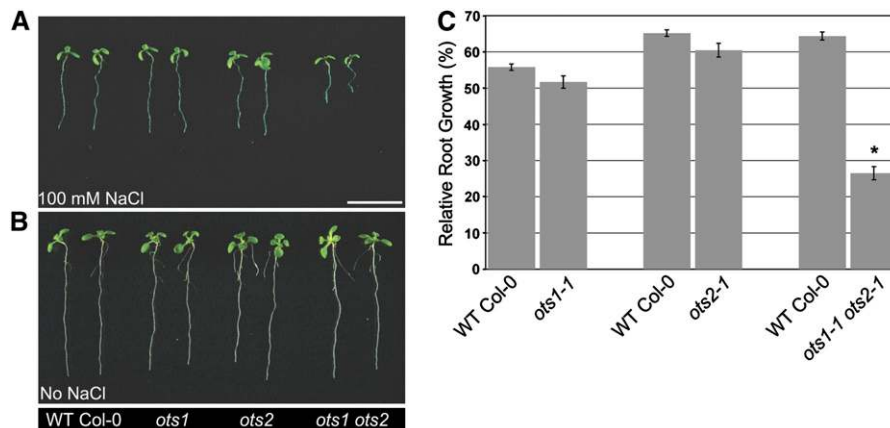 A
100 mM NaCl
B
No NaCl
WT Col-0 ots1 ots2 ots1 ots2
C
Relative Root Growth (%)
70
60
50
40
30
20
10
0
*
WT Col-0
ots1-1
WT Col-0
ots2-1
WT Col-0
ots1-1 ots2-1